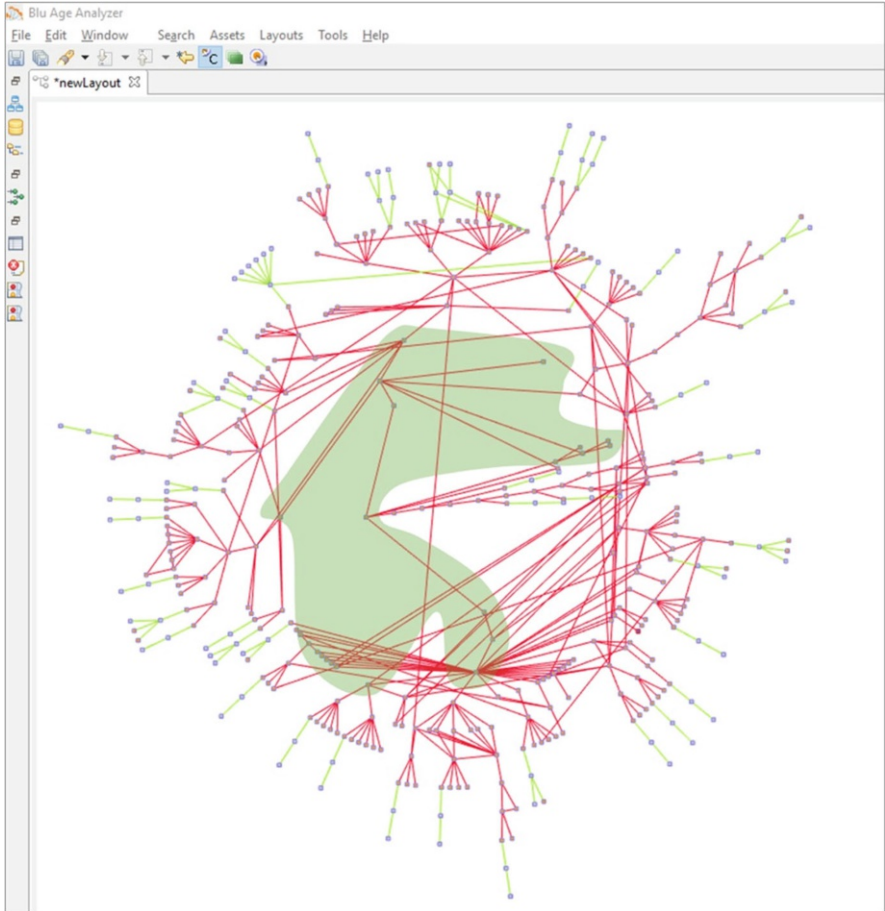 Blu Age Analyzer
File Edit Window Search Assets Layouts Tools Help
C
*newLayout